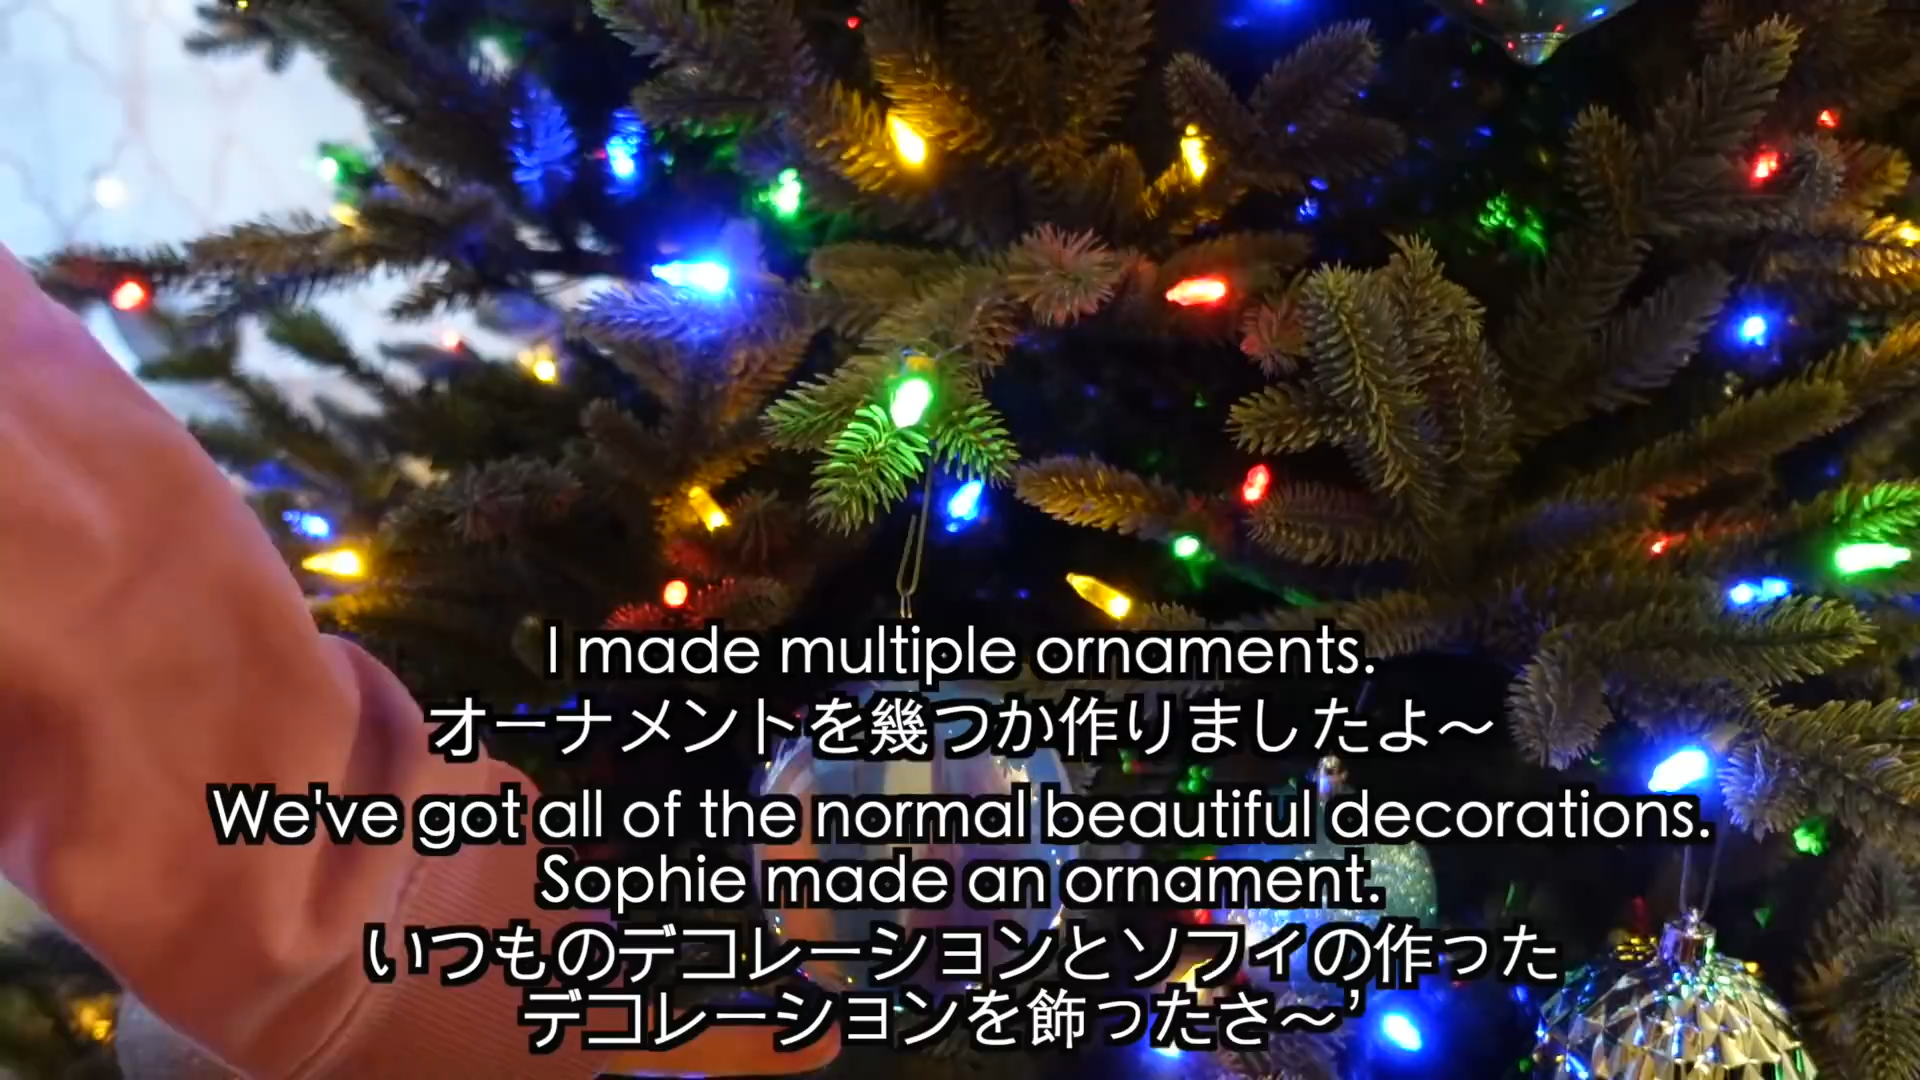 I made multiple ornaments.
オーナメントを幾つか作りましたよ～
We've got all of the normal beautiful decorations.
Sophie made an ornament.
いつものデコレーションとソフィの作った
デコレーションを飾ったさ～’